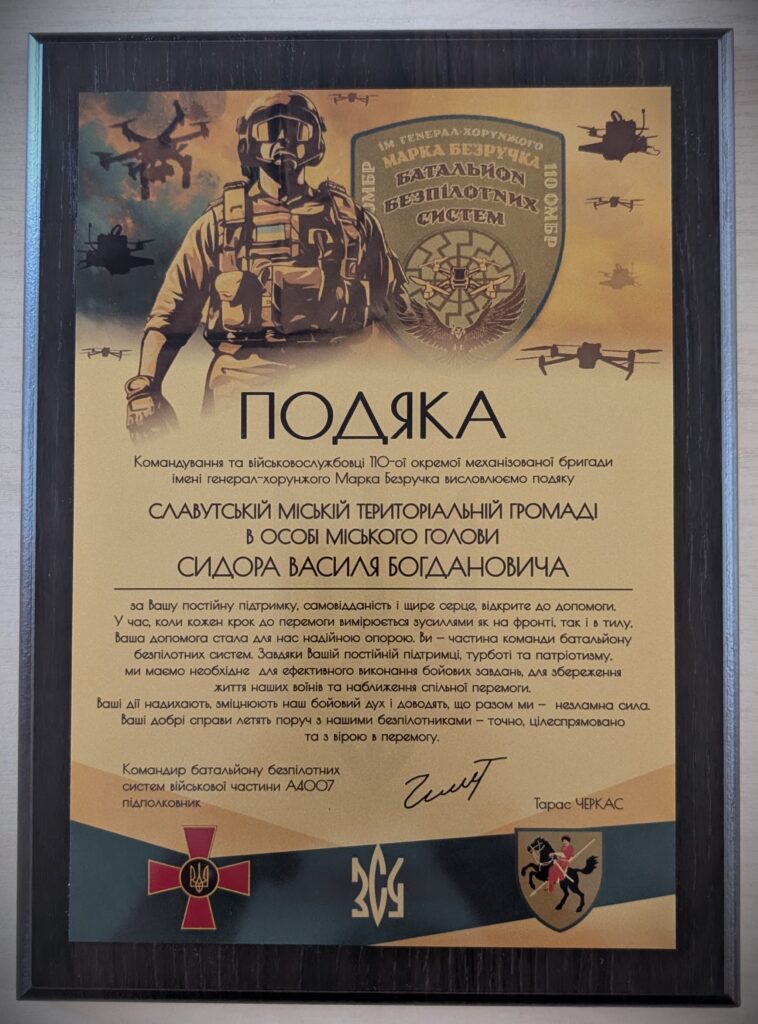 ІМ. ГЕНЕРАЛ-ХОРУНЖОГО
МАРКА БЕЗРУЧКА
БАТАЛЬЙОН
БЕЗПІЛОТНИХ
СИСТЕМ
ОМБР
110 ОМБР
ПОДЯКА
Командування та військовослужбовці 110-ої окремої механізованої бригади
імені генерал-хорунжого Марка Безручка висловлюємо подяку
СЛАВУТСЬКІЙ МІСЬКІЙ ТЕРИТОРІАЛЬНІЙ ГРОМАДІ
В ОСОБІ МІСЬКОГО ГОЛОВИ
СИДОРА ВАСИЛЯ БОГДАНОВИЧА
за Вашу постійну підтримку, самовідданість і щире серце, відкрите до допомоги.
У час, коли кожен крок до перемоги вимірюється зусиллями як на фронті, так і в тилу,
Ваша допомога стала для нас надійною опорою. Ви – частина команди батальйону
безпілотних систем. Завдяки Вашій постійній підтримці, турботі та патріотизму,
ми маємо необхідне для ефективного виконання бойових завдань, для збереження
життя наших воїнів та наближення спільної перемоги.
Ваші дії надихають, зміцнюють наш бойовий дух і доводять, що разом ми – незламна сила.
Ваші добрі справи летять поруч з нашими безпілотниками – точно, цілеспрямовано
та з вірою в перемогу.
Командир батальйону безпілотних
систем військової частини А4007
підполковник
Тарас ЧЕРКАС
ЗСУ